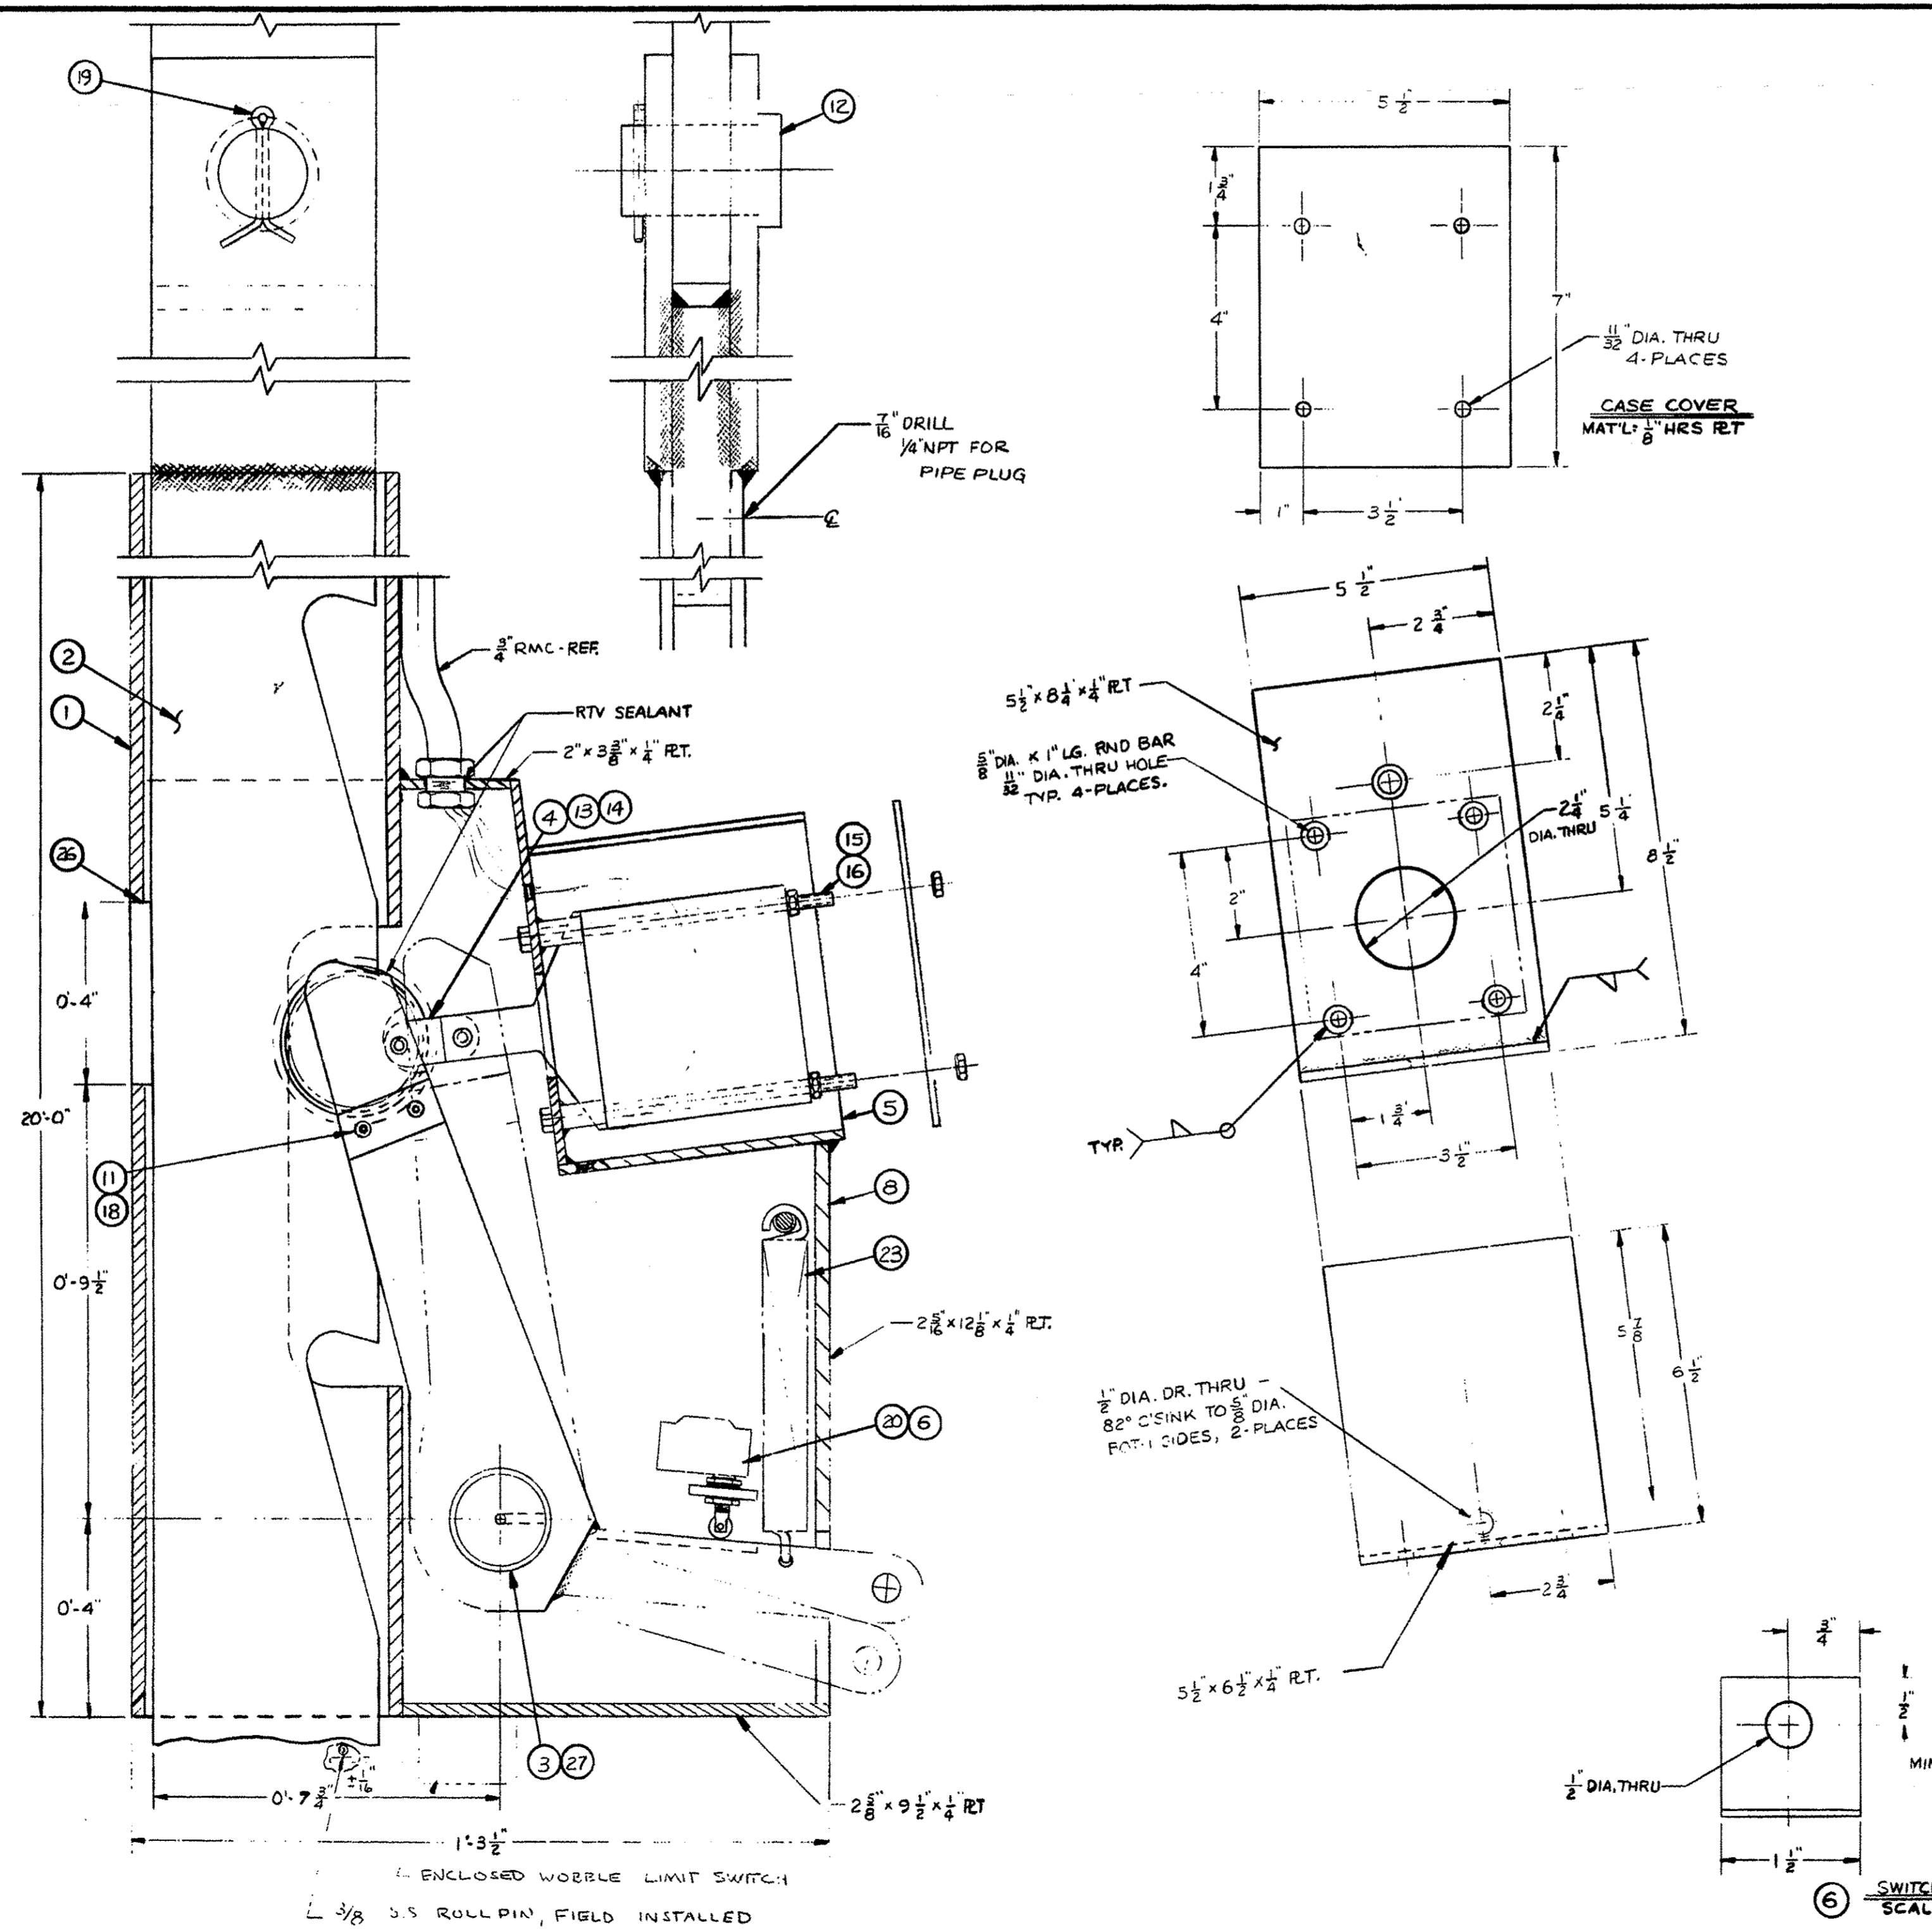 19
12
5 1/2"
1 3/4"
4"
7"
11/32" DIA. THRU
4-PLACES
CASE COVER
MAT'L: 1/8" HRS PLT
1"
3 1/2"
7/16" DRILL
1/4" NPT FOR
PIPE PLUG
℄
2
1
3/4" RMC-REF.
RTV SEALANT
2" x 3 3/8" x 1/4" PLT.
4 13 14
15
16
26
0'-4"
20'-0"
5
11
18
8
0'-9 1/2"
23
2 5/16" x 12 1/8" x 1/4" PLT.
20 6
0'-4"
3 27
± 1/16"
0'-7 3/4"
2 5/8" x 9 1/2" x 1/4" PLT
1'-3 1/2"
ENCLOSED WOBBLE LIMIT SWITCH
3/8 S.S ROLL PIN, FIELD INSTALLED
5 1/2"
2 3/4"
5 1/2" x 8 1/4" x 1/4" PLT
2 1/4"
5/8" DIA. x 1" LG. RND BAR
11/32" DIA. THRU HOLE
TYP. 4-PLACES.
2 1/4"
DIA. THRU
5 1/4"
8 1/2"
2"
4"
TYP.
1 3/4"
3 1/2"
5 7/8"
6 1/2"
1/2" DIA. DR. THRU -
82° C'SINK TO 5/8" DIA.
BOTH SIDES, 2-PLACES
2 3/4"
5 1/2" x 6 1/2" x 1/4" PLT.
3/4"
1/2"
MIN
1/2" DIA. THRU
1 1/2"
6